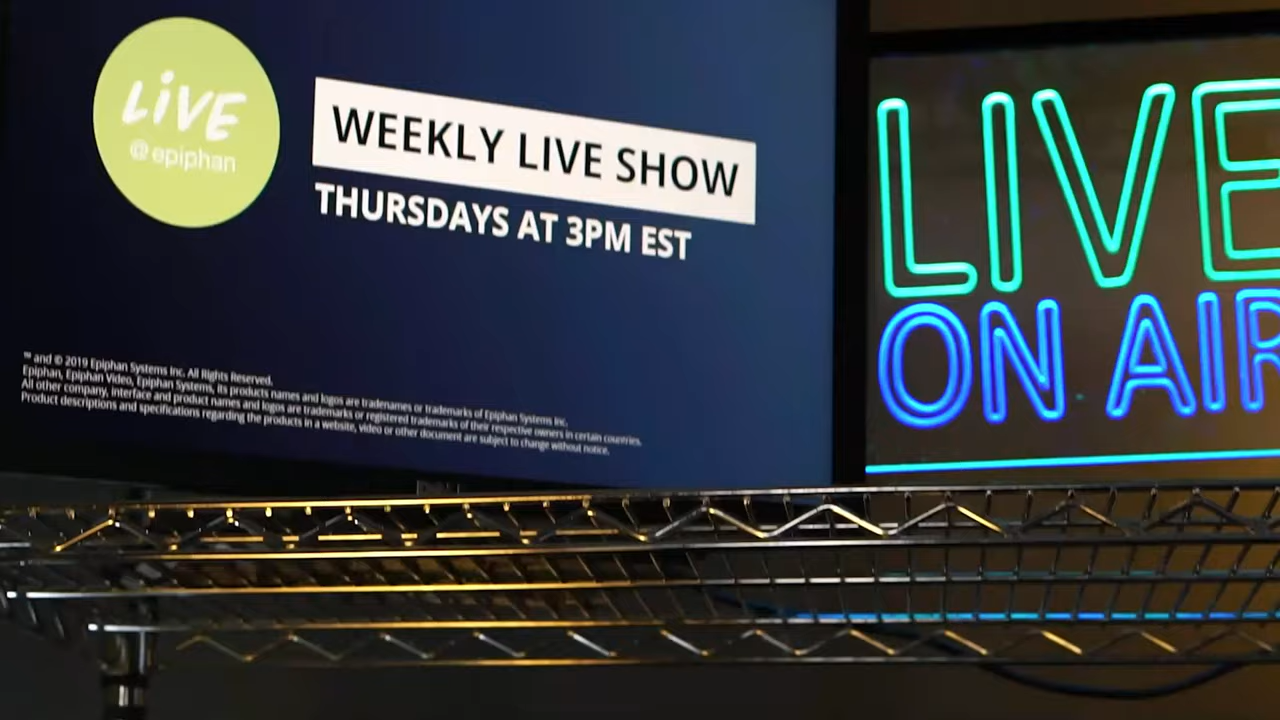 LiVE
@epiphan
WEEKLY LIVE SHOW
THURSDAYS AT 3PM EST
™ and © 2019 Epiphan Systems Inc. All Rights Reserved.
Epiphan, Epiphan Video, Epiphan Systems, its products names and logos are tradenames or trademarks of Epiphan Systems Inc.
All other company, interface and product names and logos are trademarks or registered trademarks of their respective owners in certain countries.
Product descriptions and specifications regarding the products in a website, video or other document are subject to change without notice.
LIVE
ON AIR